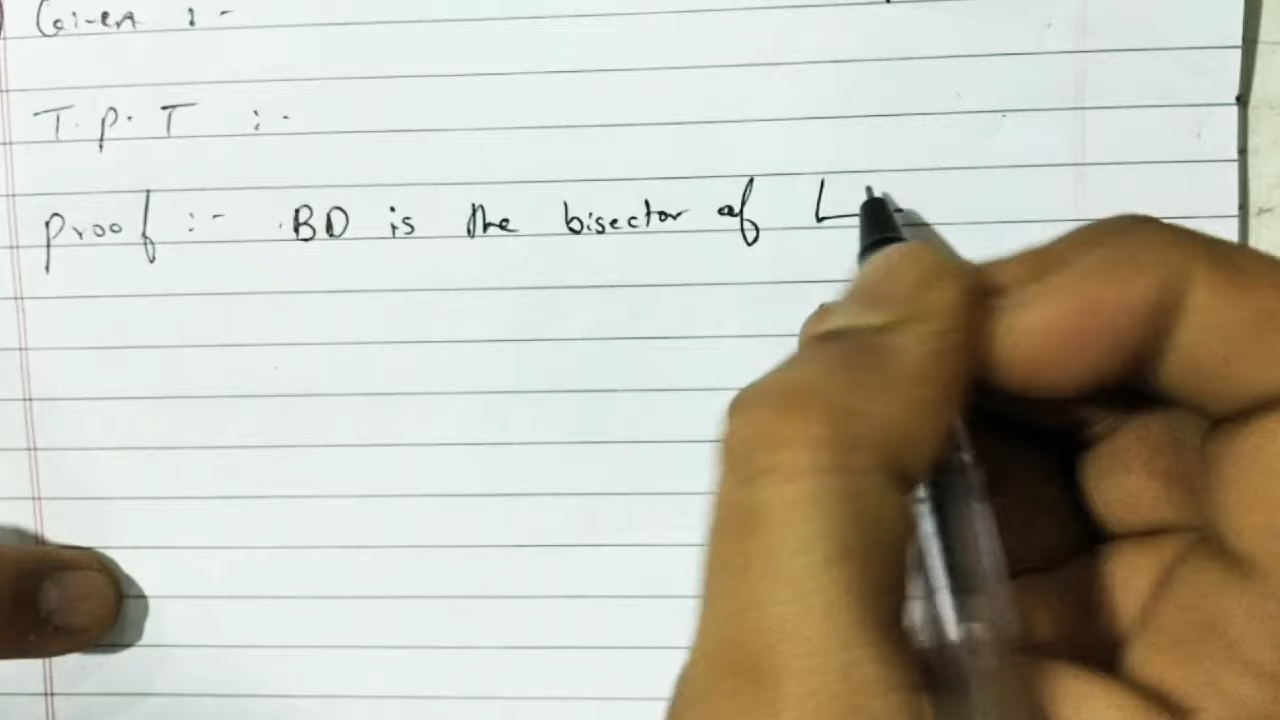 Given :-
T.P.T :-
Proof :- BD is the bisector of ∠